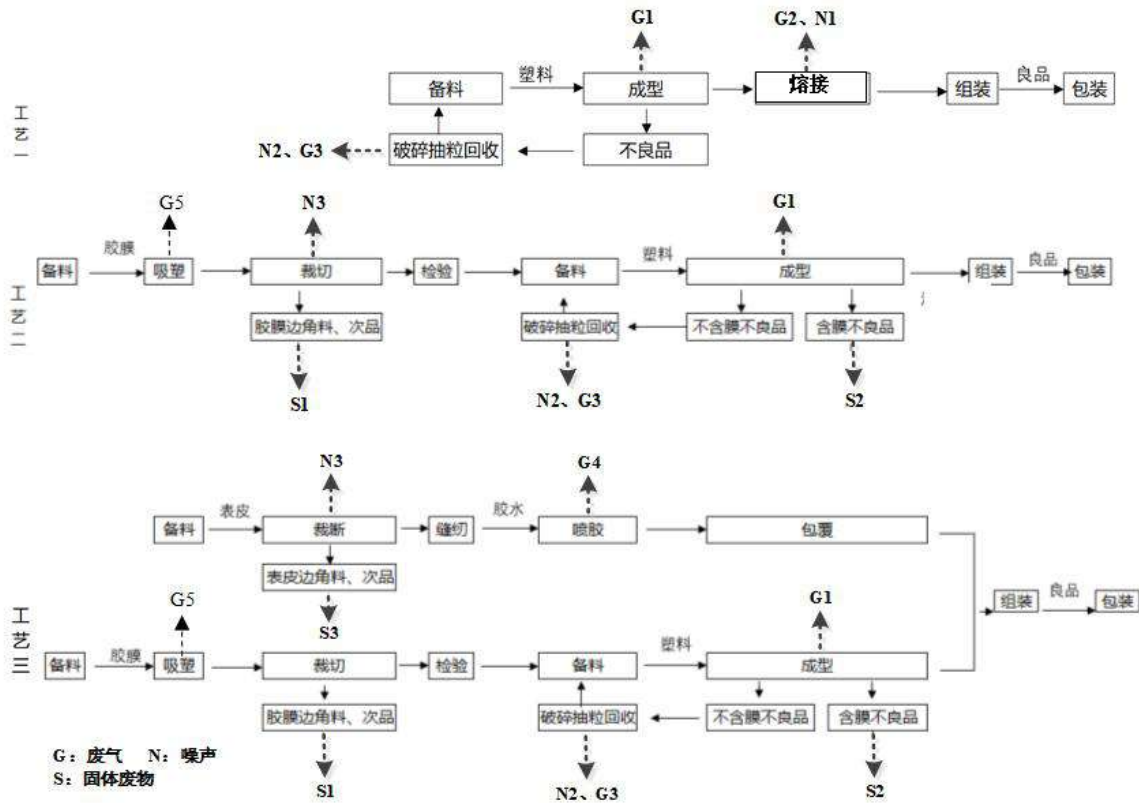 G1
G2、N1
备料
塑料
成型
熔接
组装
良品
包装
工艺一
N2、G3
破碎抽粒回收
不良品
G5
N3
G1
备料
胶膜
吸塑
裁切
检验
备料
塑料
成型
组装
良品
包装
工艺二
胶膜边角料、次品
破碎抽粒回收
不含膜不良品
含膜不良品
S1
N2、G3
S2
N3
G4
备料
表皮
裁断
缝纫
胶水
喷胶
包覆
表皮边角料、次品
组装
良品
包装
工艺三
G5
S3
G1
备料
胶膜
吸塑
裁切
检验
备料
塑料
成型
胶膜边角料、次品
破碎抽粒回收
不含膜不良品
含膜不良品
G：废气 N：噪声
S：固体废物
S1
N2、G3
S2